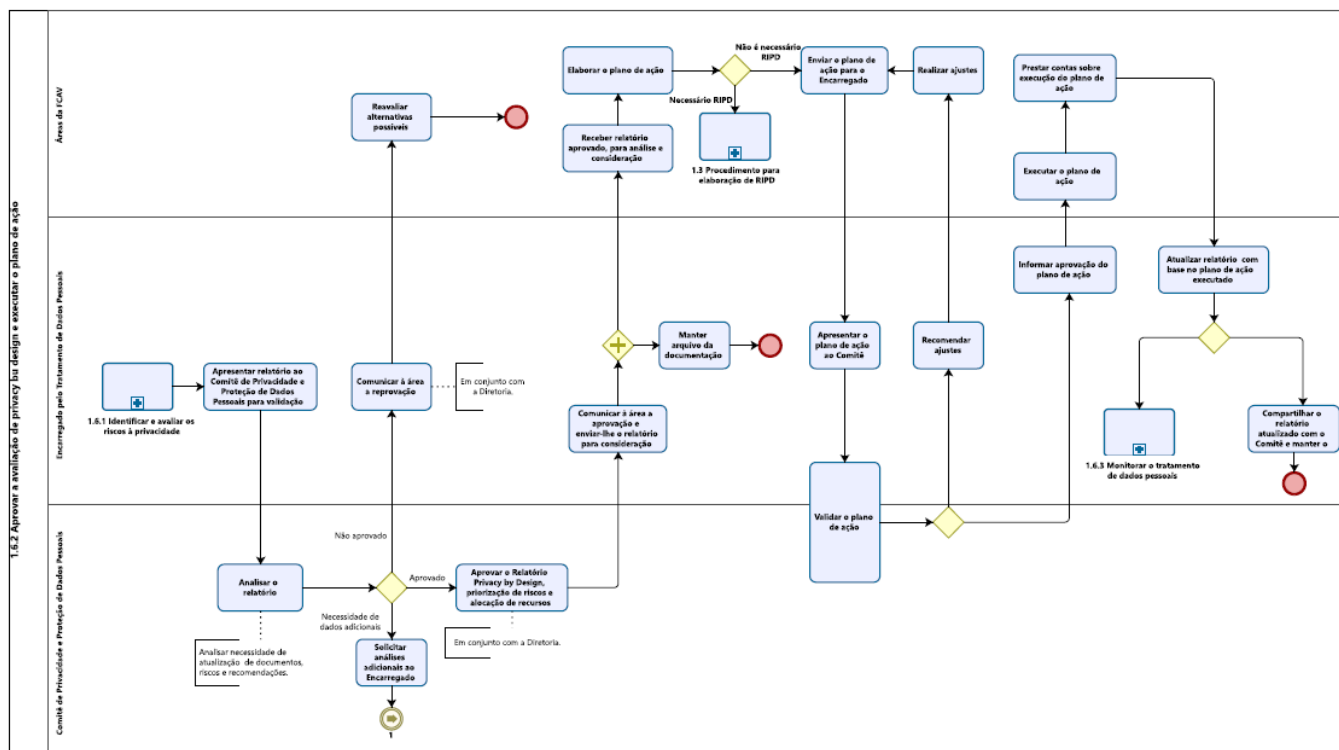 1.6.2 Aprovar a avaliação de privacy bu design e executar o plano de ação
Áreas da FCAV
Reavaliar
alternativas
possíveis
Elaborar o plano de ação
Receber relatório
aprovado, para análise e
consideração
Não é necessário
RIPD
Necessário RIPD
1.3 Procedimento para
elaboração de RIPD
Enviar o plano de
ação para o
Encarregado
Realizar ajustes
Prestar contas sobre
execução do plano de
ação
Executar o plano de
ação
Encarregado pelo Tratamento de Dados Pessoais
1.6.1 Identificar e avaliar os
riscos à privacidade
Apresentar relatório ao
Comitê de Privacidade e
Proteção de Dados
Pessoais para validação
Comunicar à área
a reprovação
Em conjunto com
a Diretoria.
Manter
arquivo da
documentação
Comunicar à área a
aprovação e
enviar-lhe o relatório
para consideração
Apresentar o
plano de ação
ao Comitê
Recomendar
ajustes
Informar aprovação do
plano de ação
Atualizar relatório com
base no plano de ação
executado
1.6.3 Monitorar o tratamento
de dados pessoais
Compartilhar o
relatório
atualizado com o
Comitê e manter o
Comitê de Privacidade e Proteção de Dados Pessoais
Analisar o
relatório
Analisar necessidade de
atualização de documentos,
riscos e recomendações.
Não aprovado
Aprovado
Necessidade de
dados adicionais
Solicitar
análises
adicionais ao
Encarregado
1
Aprovar o Relatório
Privacy by Design,
priorização de riscos e
alocação de recursos
Em conjunto com a Diretoria.
Validar o plano
de ação